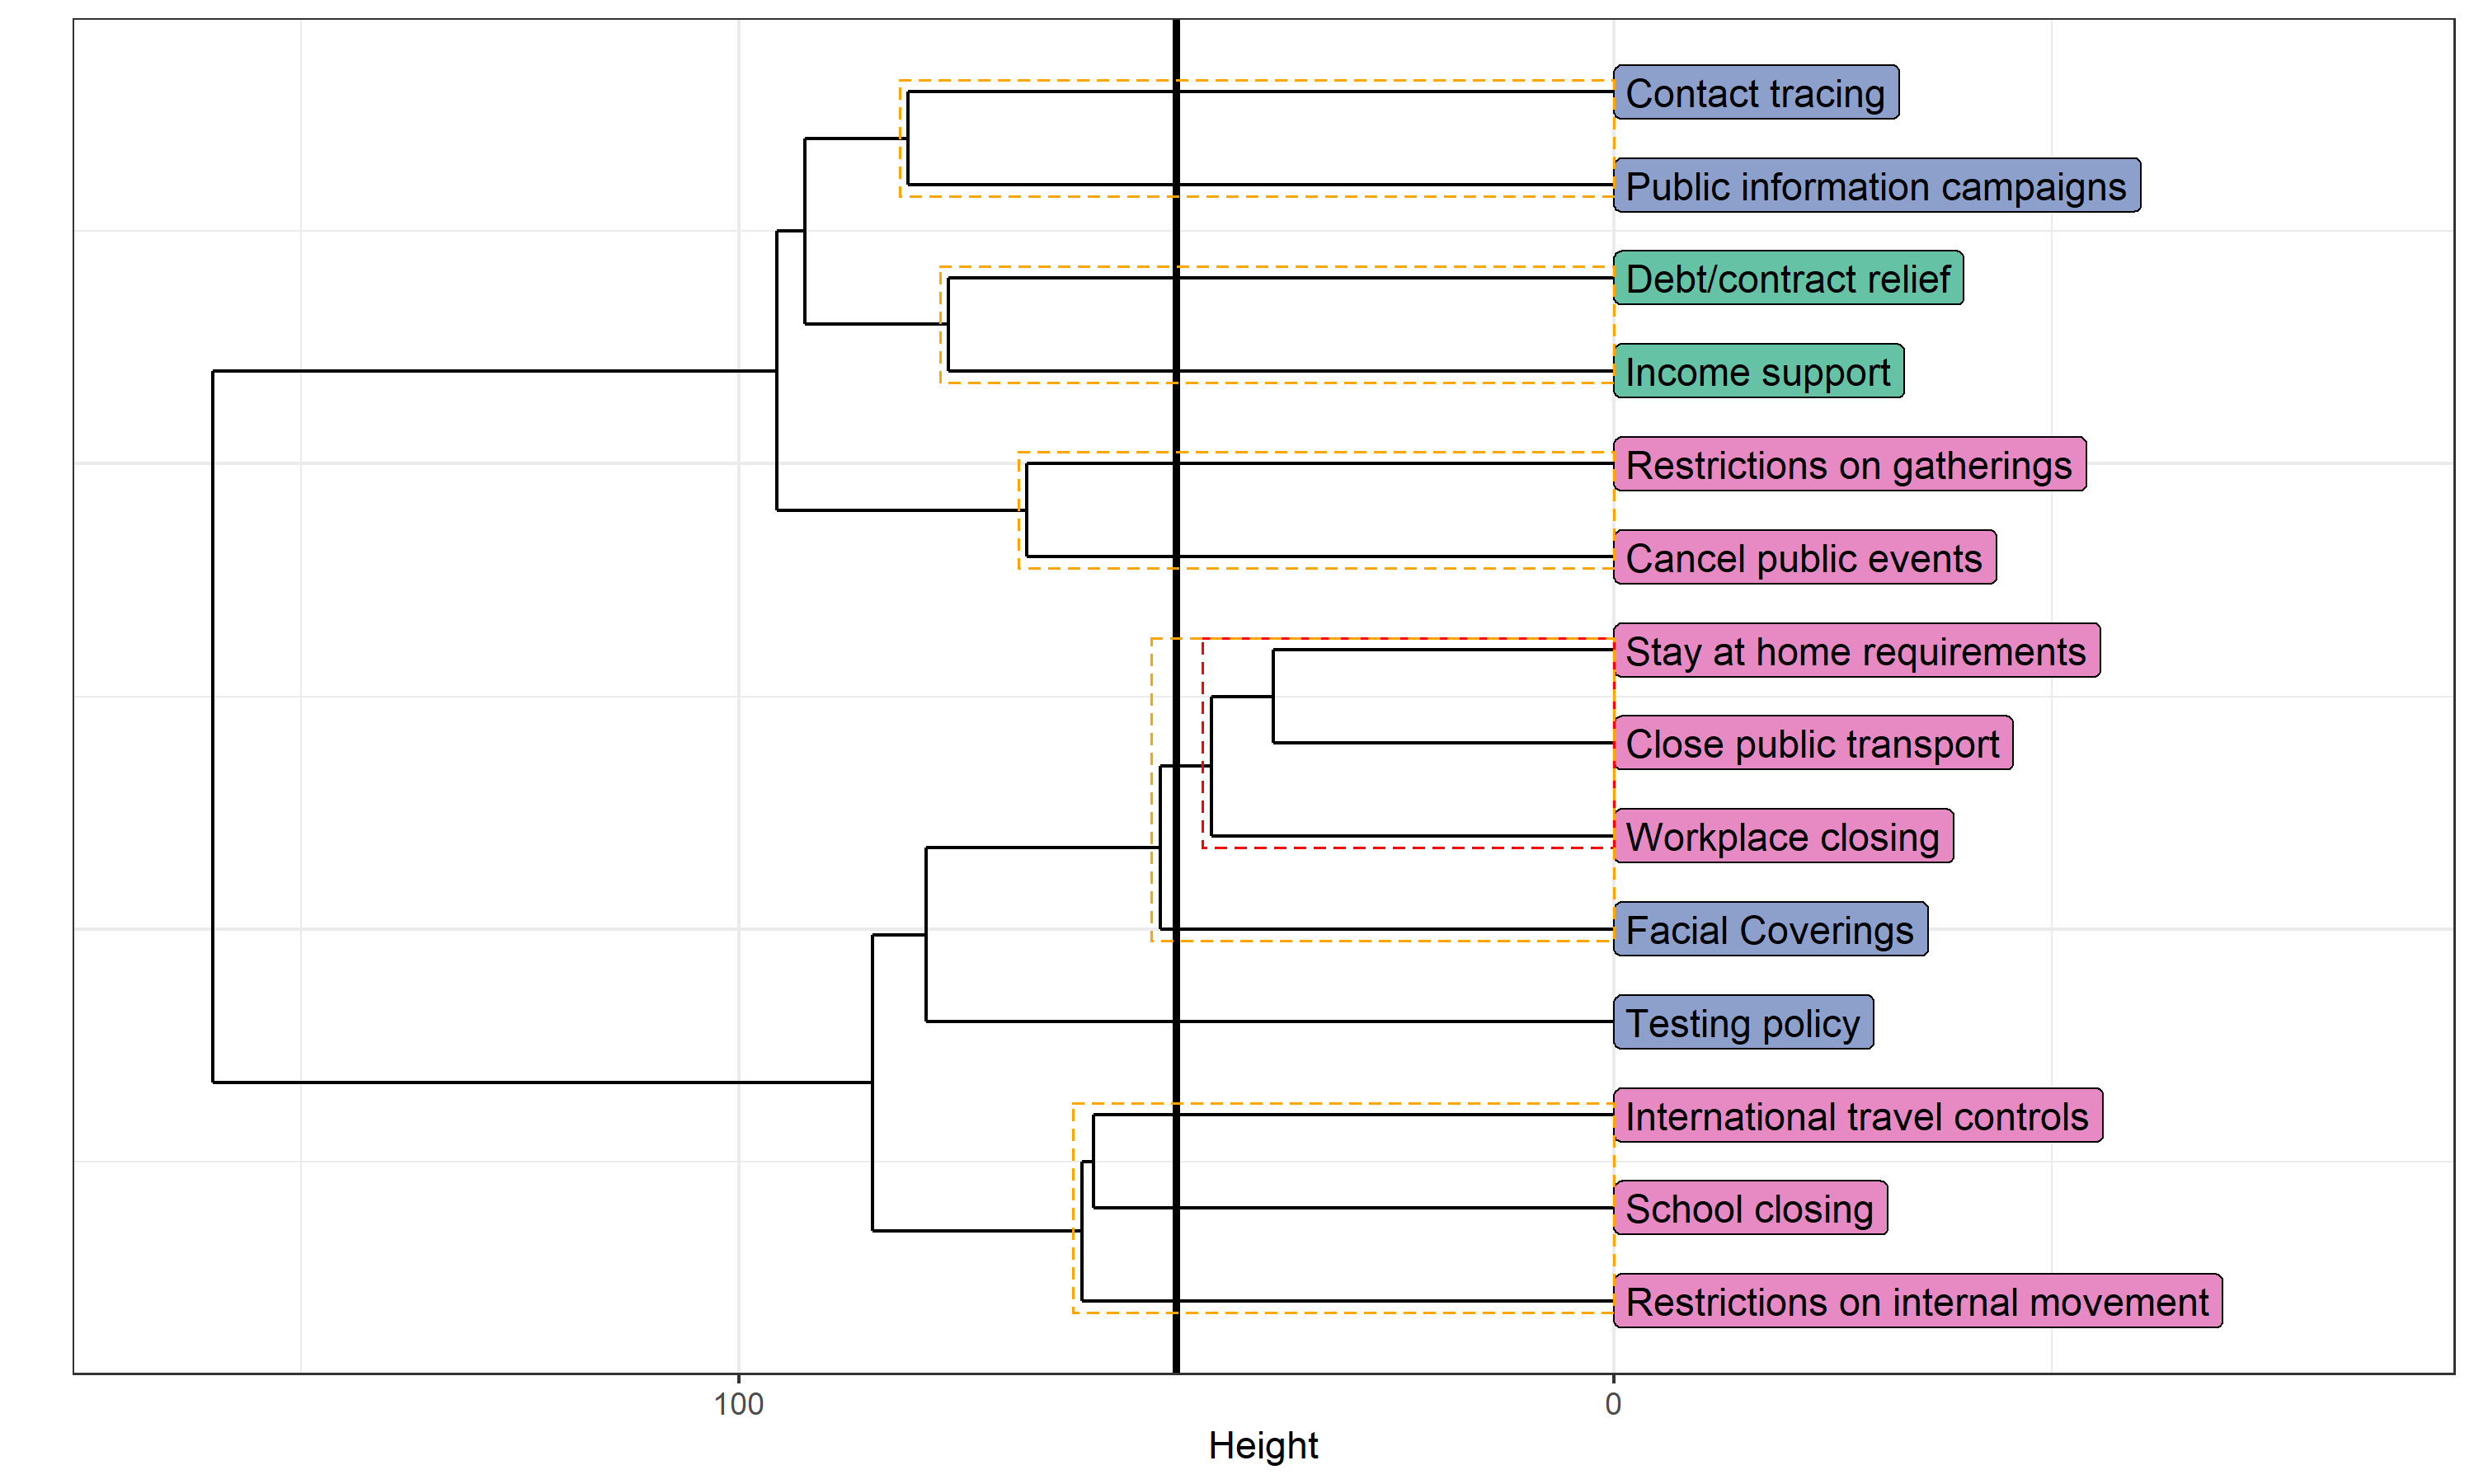 Contact tracing
Public information campaigns
Debt/contract relief
Income support
Restrictions on gatherings
Cancel public events
Stay at home requirements
Close public transport
Workplace closing
Facial Coverings
Testing policy
International travel controls
School closing
Restrictions on internal movement
100 0
Height